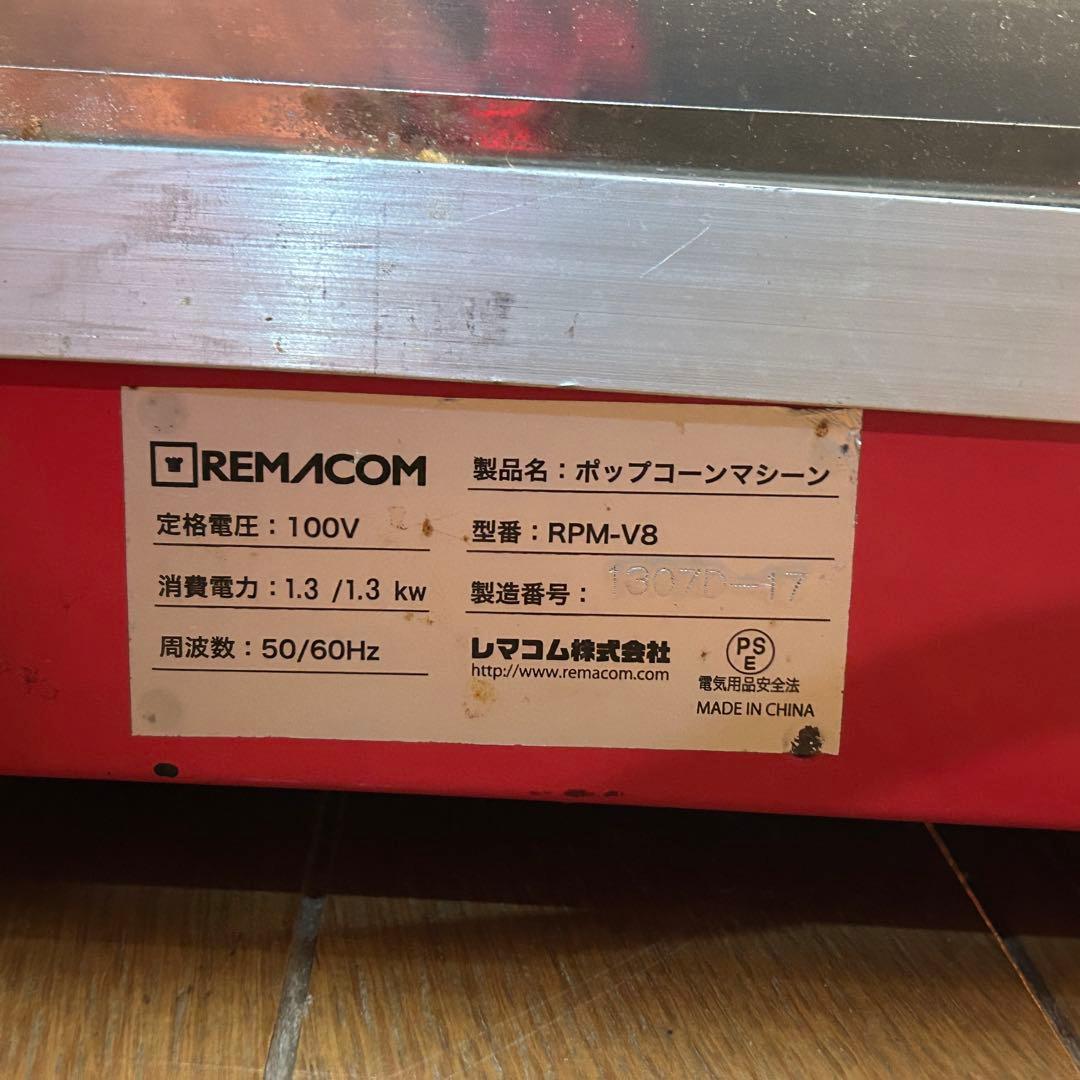 REMACOM
製品名：ポップコーンマシーン
定格電圧：100V
型番：RPM-V8
消費電力：1.3 /1.3 kw
製造番号：1307D-17
周波数：50/60Hz
レマコム株式会社
http://www.remacom.com
PS
E
電気用品安全法
MADE IN CHINA